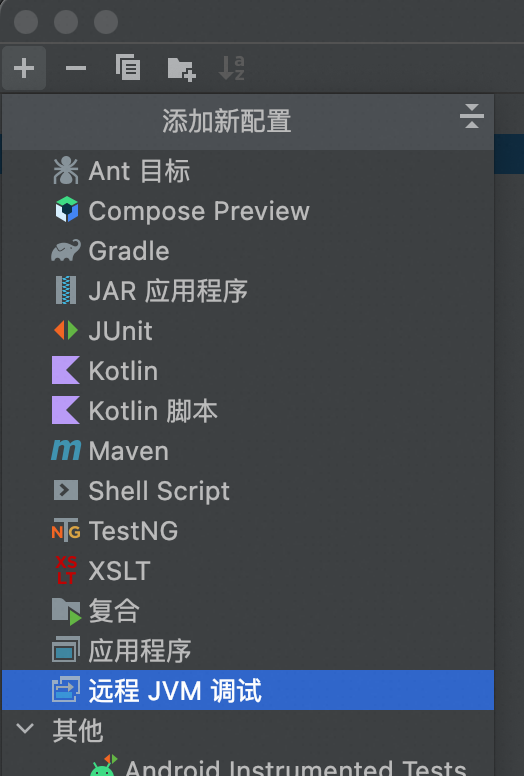 添加新配置
Ant 目标
Compose Preview
Gradle
JAR 应用程序
JUnit
Kotlin
Kotlin 脚本
Maven
Shell Script
TestNG
XSLT
复合
应用程序
远程 JVM 调试
其他
Android Instrumented Tests